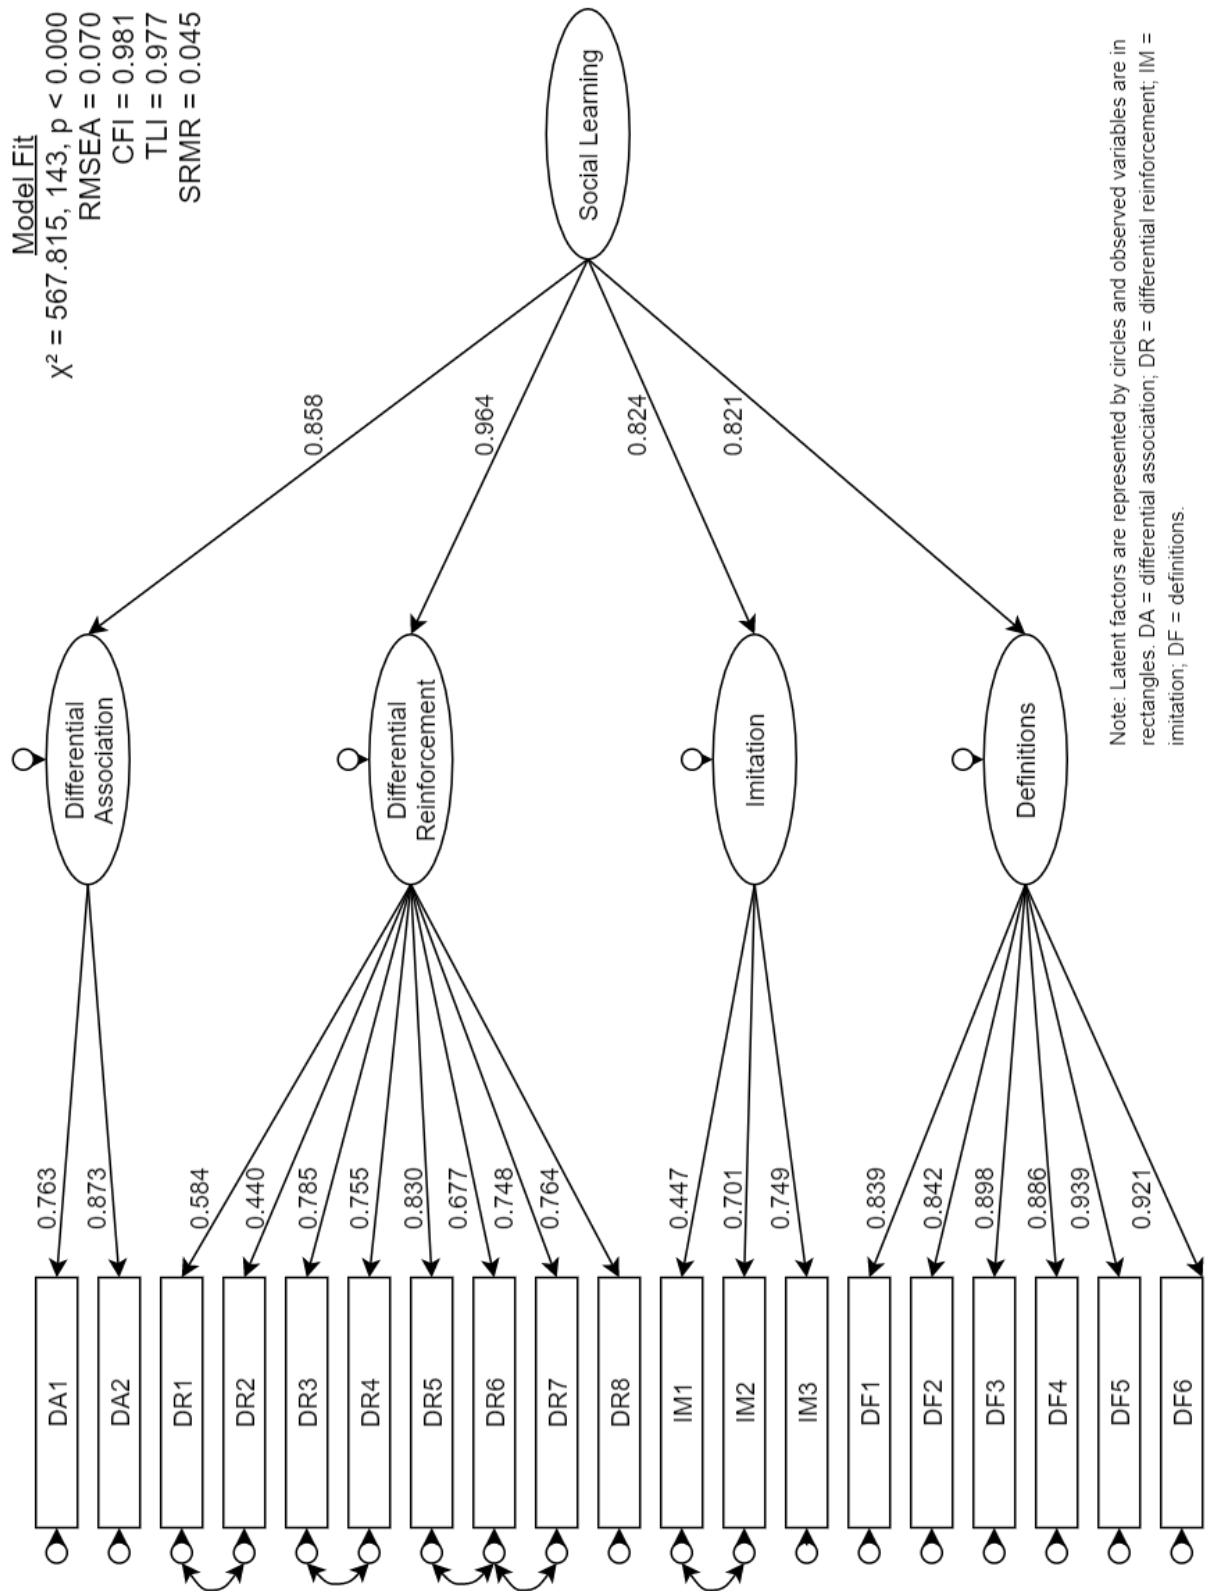 Model Fit
χ² = 567.815, 143, p < 0.000
RMSEA = 0.070
CFI = 0.981
TLI = 0.977
SRMR = 0.045
Social Learning
0.858
0.964
0.824
0.821
Differential
Association
Differential
Reinforcement
Imitation
Definitions
0.763
0.873
0.584
0.440
0.785
0.755
0.830
0.677
0.748
0.764
0.447
0.701
0.749
0.839
0.842
0.898
0.886
0.939
0.921
DA1
DA2
DR1
DR2
DR3
DR4
DR5
DR6
DR7
DR8
IM1
IM2
IM3
DF1
DF2
DF3
DF4
DF5
DF6
Note: Latent factors are represented by circles and observed variables are in
rectangles. DA = differential association; DR = differential reinforcement; IM =
imitation; DF = definitions.